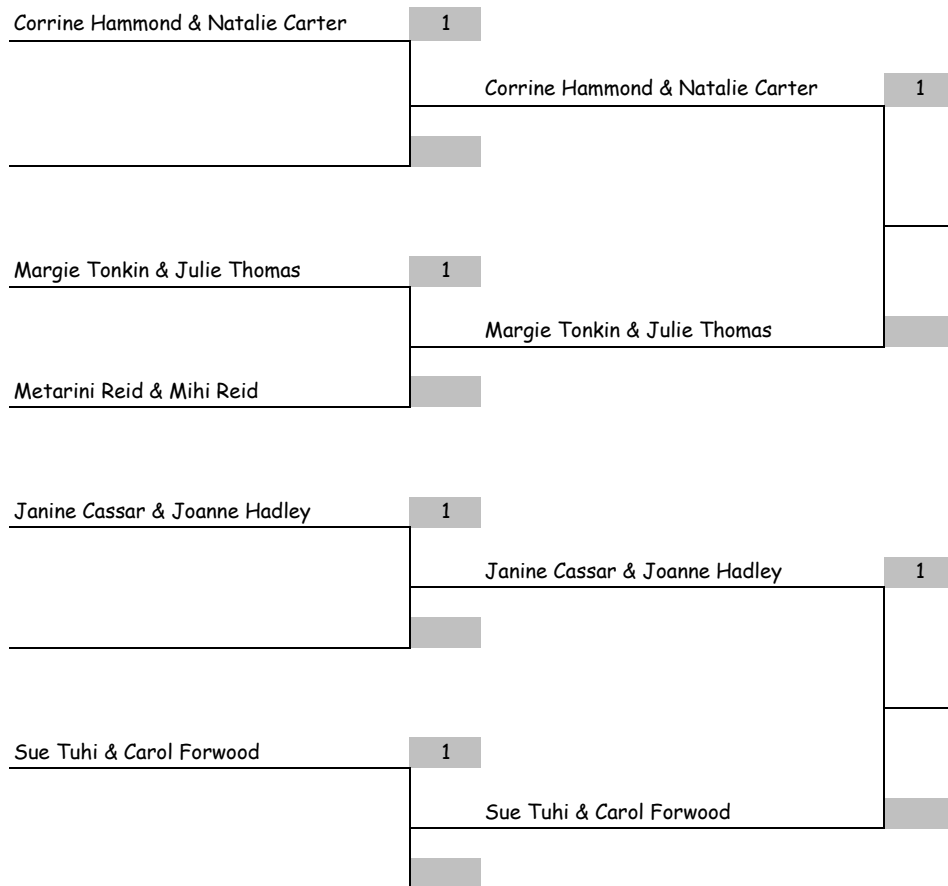 Corrine Hammond & Natalie Carter 1
Corrine Hammond & Natalie Carter 1
Margie Tonkin & Julie Thomas 1
Margie Tonkin & Julie Thomas
Metarini Reid & Mihi Reid
Janine Cassar & Joanne Hadley 1
Janine Cassar & Joanne Hadley 1
Sue Tuhi & Carol Forwood 1
Sue Tuhi & Carol Forwood